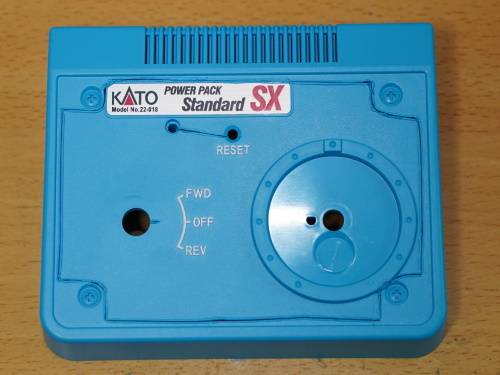 KATO
Model No.22-018
POWER PACK
Standard SX
RESET
FWD
OFF
REV